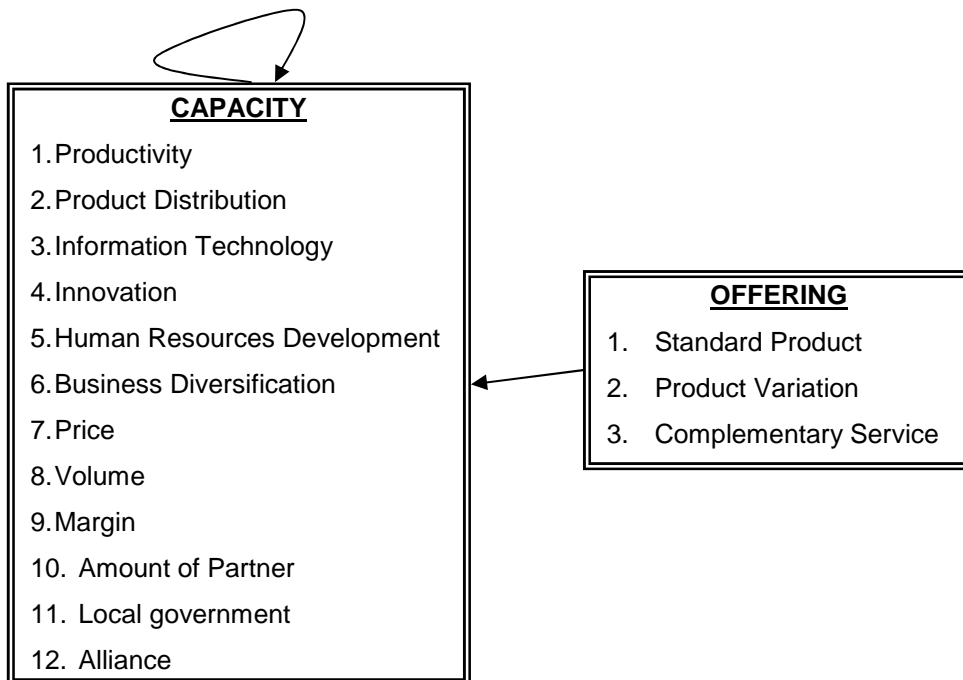 CAPACITY
1.Productivity
2.Product Distribution
3.Information Technology
4.Innovation
5.Human Resources Development
6.Business Diversification
7.Price
8.Volume
9.Margin
10. Amount of Partner
11. Local government
12. Alliance
OFFERING
1. Standard Product
2. Product Variation
3. Complementary Service